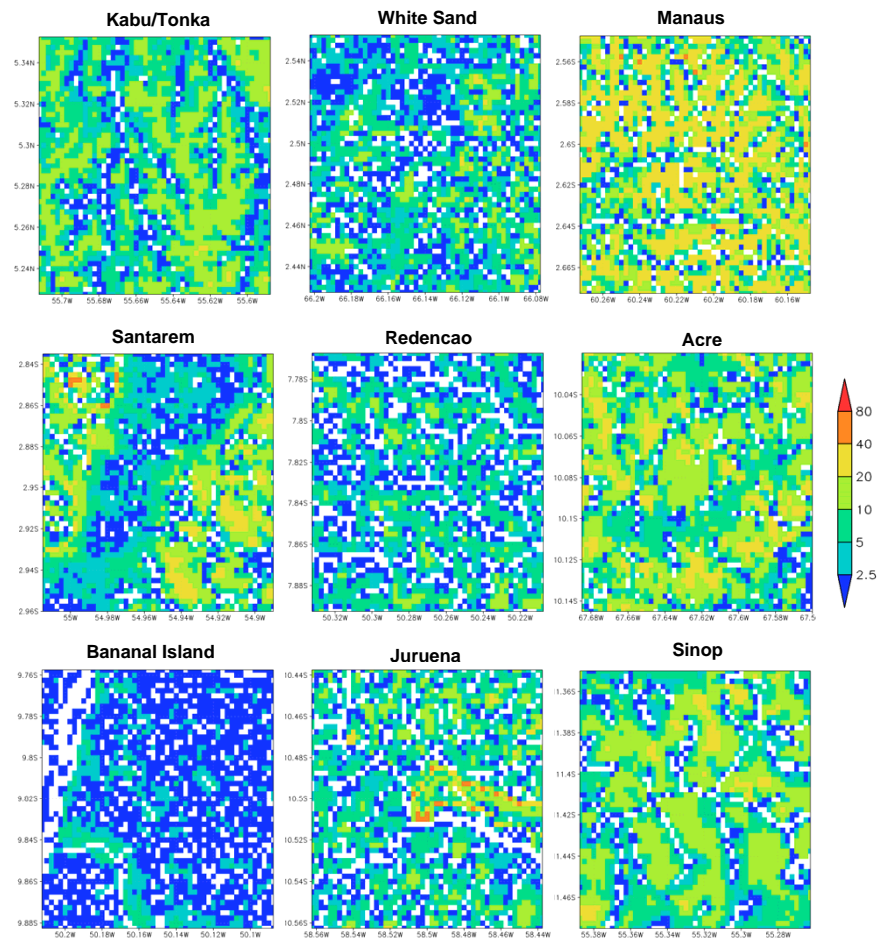 Kabu/Tonka White Sand Manaus
5.34N
5.32N
5.3N
5.28N
5.26N
5.24N
55.7W 55.68W 55.66W 55.64W 55.62W 55.6W
2.54N
2.52N
2.5N
2.48N
2.46N
2.44N
66.2W 66.18W 66.16W 66.14W 66.12W 66.1W 66.08W
2.56S
2.58S
2.6S
2.62S
2.64S
2.66S
60.26W 60.24W 60.22W 60.2W 60.18W 60.16W
Santarem Redencao Acre
2.84S
2.86S
2.88S
2.9S
2.92S
2.94S
2.96S
55W 54.98W 54.96W 54.94W 54.92W 54.9W
7.78S
7.8S
7.82S
7.84S
7.86S
7.88S
50.32W 50.3W 50.28W 50.26W 50.24W 50.22W
10.04S
10.06S
10.08S
10.1S
10.12S
10.14S
67.68W 67.66W 67.64W 67.62W 67.6W 67.58W 67.5
80
40
20
10
5
2.5
Bananal Island Juruena Sinop
9.76S
9.78S
9.8S
9.82S
9.84S
9.86S
9.88S
50.2W 50.18W 50.16W 50.14W 50.12W 50.1W
10.44S
10.46S
10.48S
10.5S
10.52S
10.54S
10.56S
58.56W 58.54W 58.52W 58.5W 58.48W 58.46W 58.44W
11.36S
11.38S
11.4S
11.42S
11.44S
11.46S
55.38W 55.36W 55.34W 55.32W 55.3W 55.28W